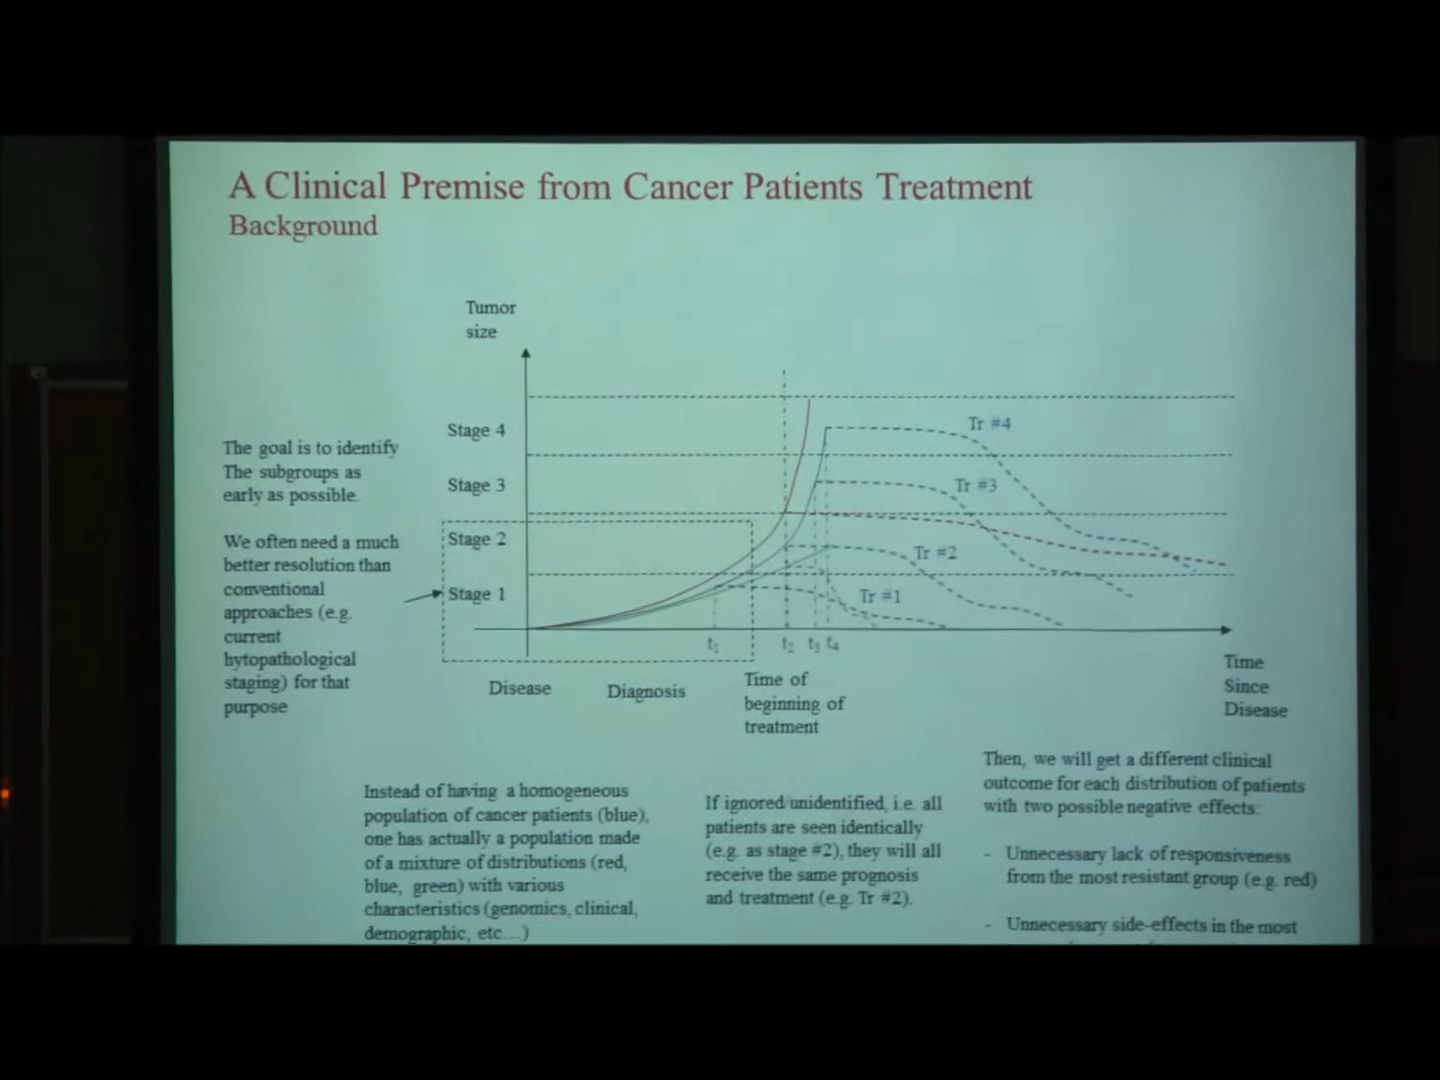 A Clinical Premise from Cancer Patients Treatment
Background
Tumor
size
Stage 4
Stage 3
Stage 2
Stage 1
The goal is to identify
The subgroups as
early as possible.
We often need a much
better resolution than
conventional
approaches (e.g.
current
hytopathological
staging) for that
purpose
Tr #4
Tr #3
Tr #2
Tr #1
t1
t2
t3
t4
Disease
Diagnosis
Time of
beginning of
treatment
Time
Since
Disease
Instead of having a homogeneous
population of cancer patients (blue),
one has actually a population made
of a mixture of distributions (red,
blue, green) with various
characteristics (genomics, clinical,
demographic, etc...)
If ignored/unidentified, i.e. all
patients are seen identically
(e.g. as stage #2), they will all
receive the same prognosis
and treatment (e.g. Tr #2).
Then, we will get a different clinical
outcome for each distribution of patients
with two possible negative effects:
- Unnecessary lack of responsiveness
from the most resistant group (e.g. red)
- Unnecessary side-effects in the most